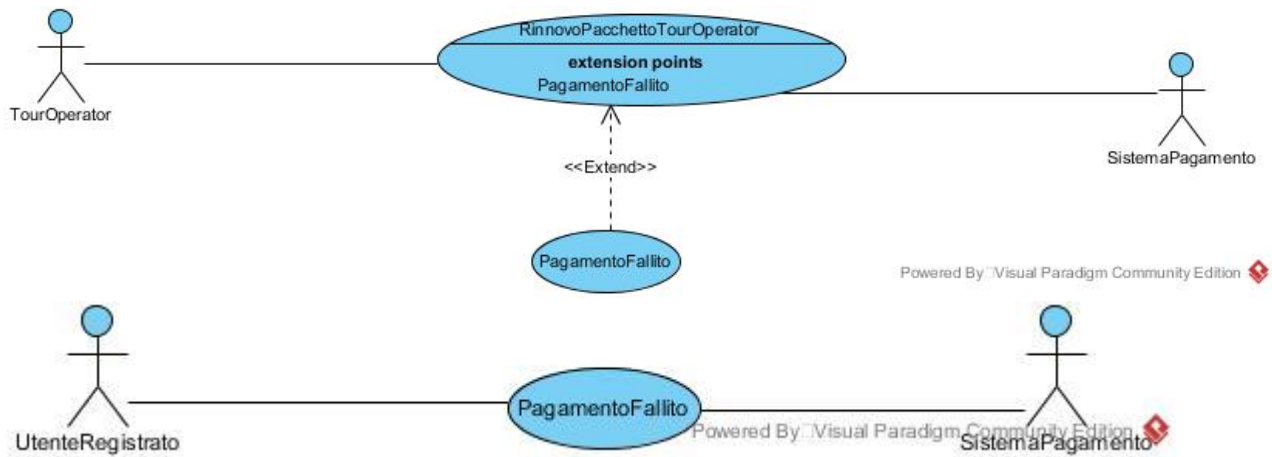 RinnovoPacchettoTourOperator
extension points
PagamentoFallito
TourOperator
SistemaPagamento
<<Extend>>
PagamentoFallito
Powered By Visual Paradigm Community Edition
PagamentoFallito
Powered By Visual Paradigm Community Edition
UtenteRegistrato
SistemaPagamento